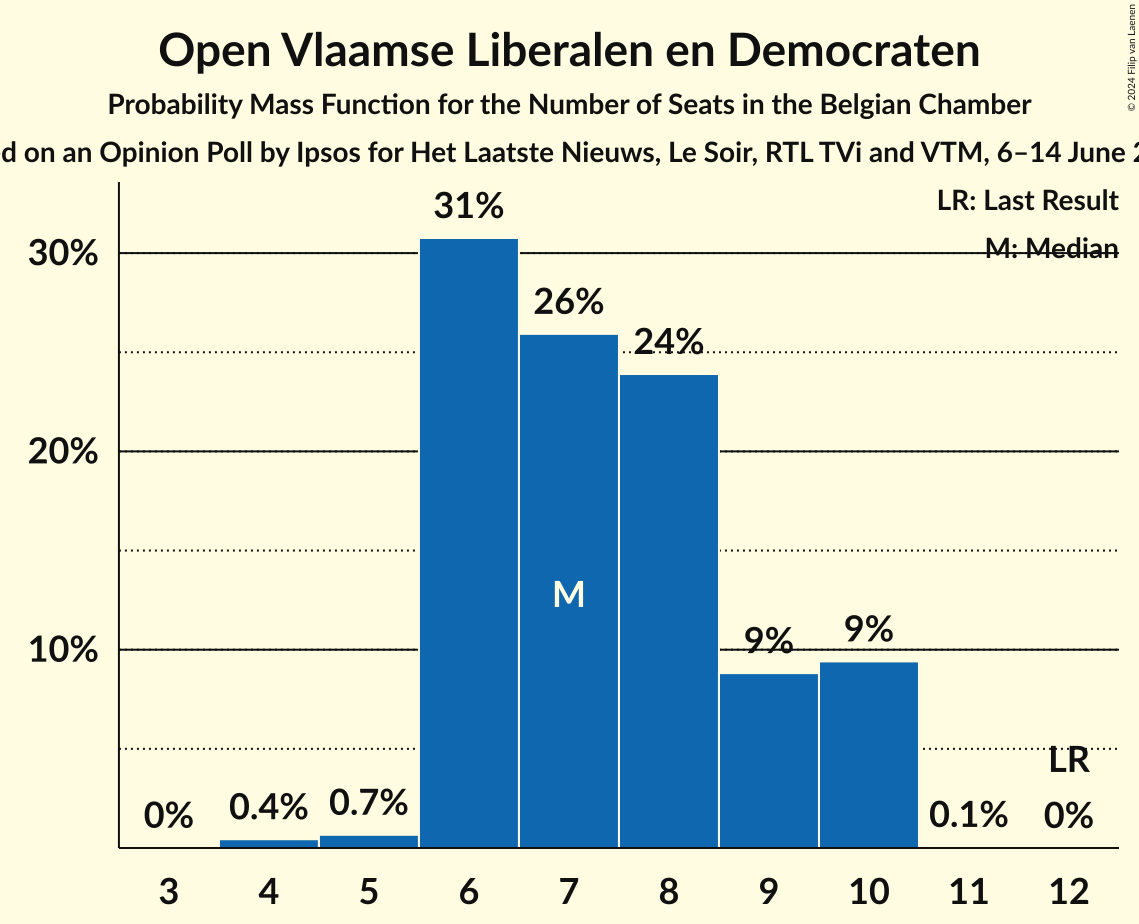 © 2024 Filip van Laenen
Open Vlaamse Liberalen en Democraten
Probability Mass Function for the Number of Seats in the Belgian Chamber
on an Opinion Poll by Ipsos for Het Laatste Nieuws, Le Soir, RTL TVi and VTM, 6–14 June
LR: Last Result
M: Median
31%
30%
26%
24%
20%
M
9%
9%
10%
LR
0%
0.4%
0.7%
0.1%
0%
3 4 5 6 7 8 9 10 11 12